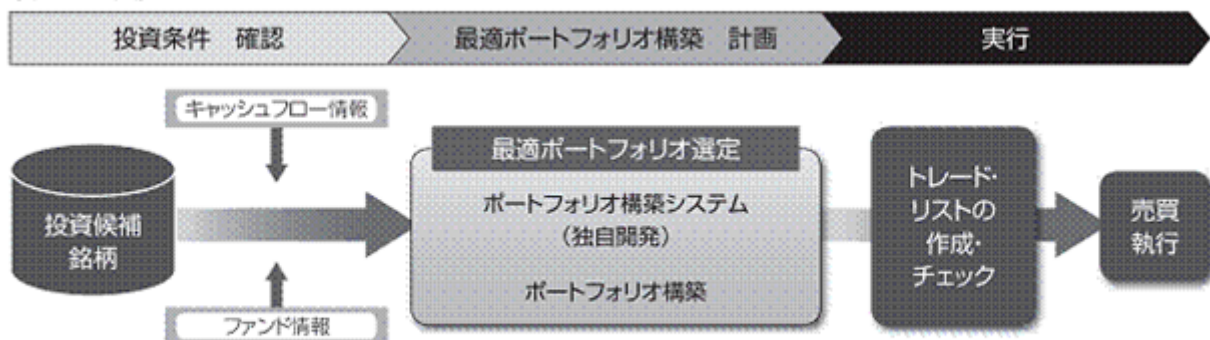 投資条件 確認
最適ポートフォリオ構築 計画
実行
キャッシュフロー情報
投資候補
銘柄
ファンド情報
最適ポートフォリオ選定
ポートフォリオ構築システム
（独自開発）
ポートフォリオ構築
トレード・
リストの
作成・
チェック
売買
執行